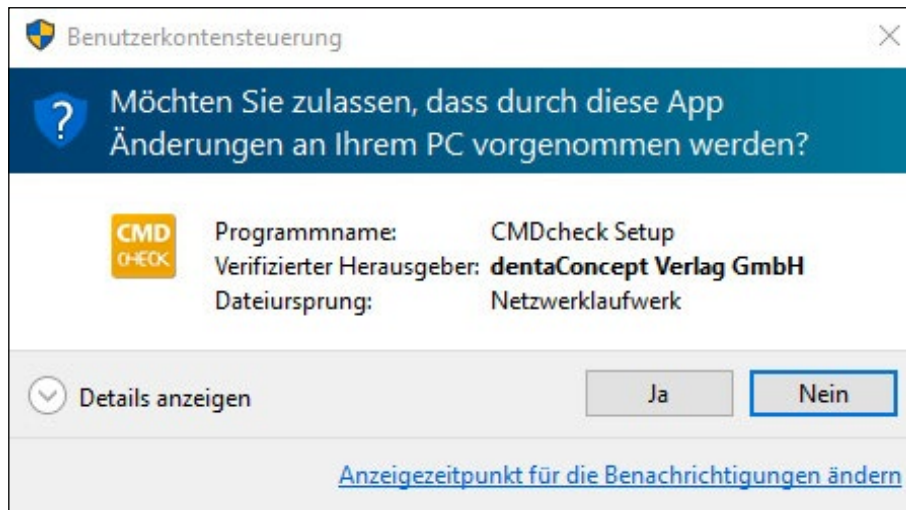 Benutzerkontensteuerung
Möchten Sie zulassen, dass durch diese App
Änderungen an Ihrem PC vorgenommen werden?
CMD
CHECK
Programmname: CMDcheck Setup
Verifizierter Herausgeber: dentaConcept Verlag GmbH
Dateiursprung: Netzwerklaufwerk
Details anzeigen
Ja
Nein
Anzeigezeitpunkt für die Benachrichtigungen ändern